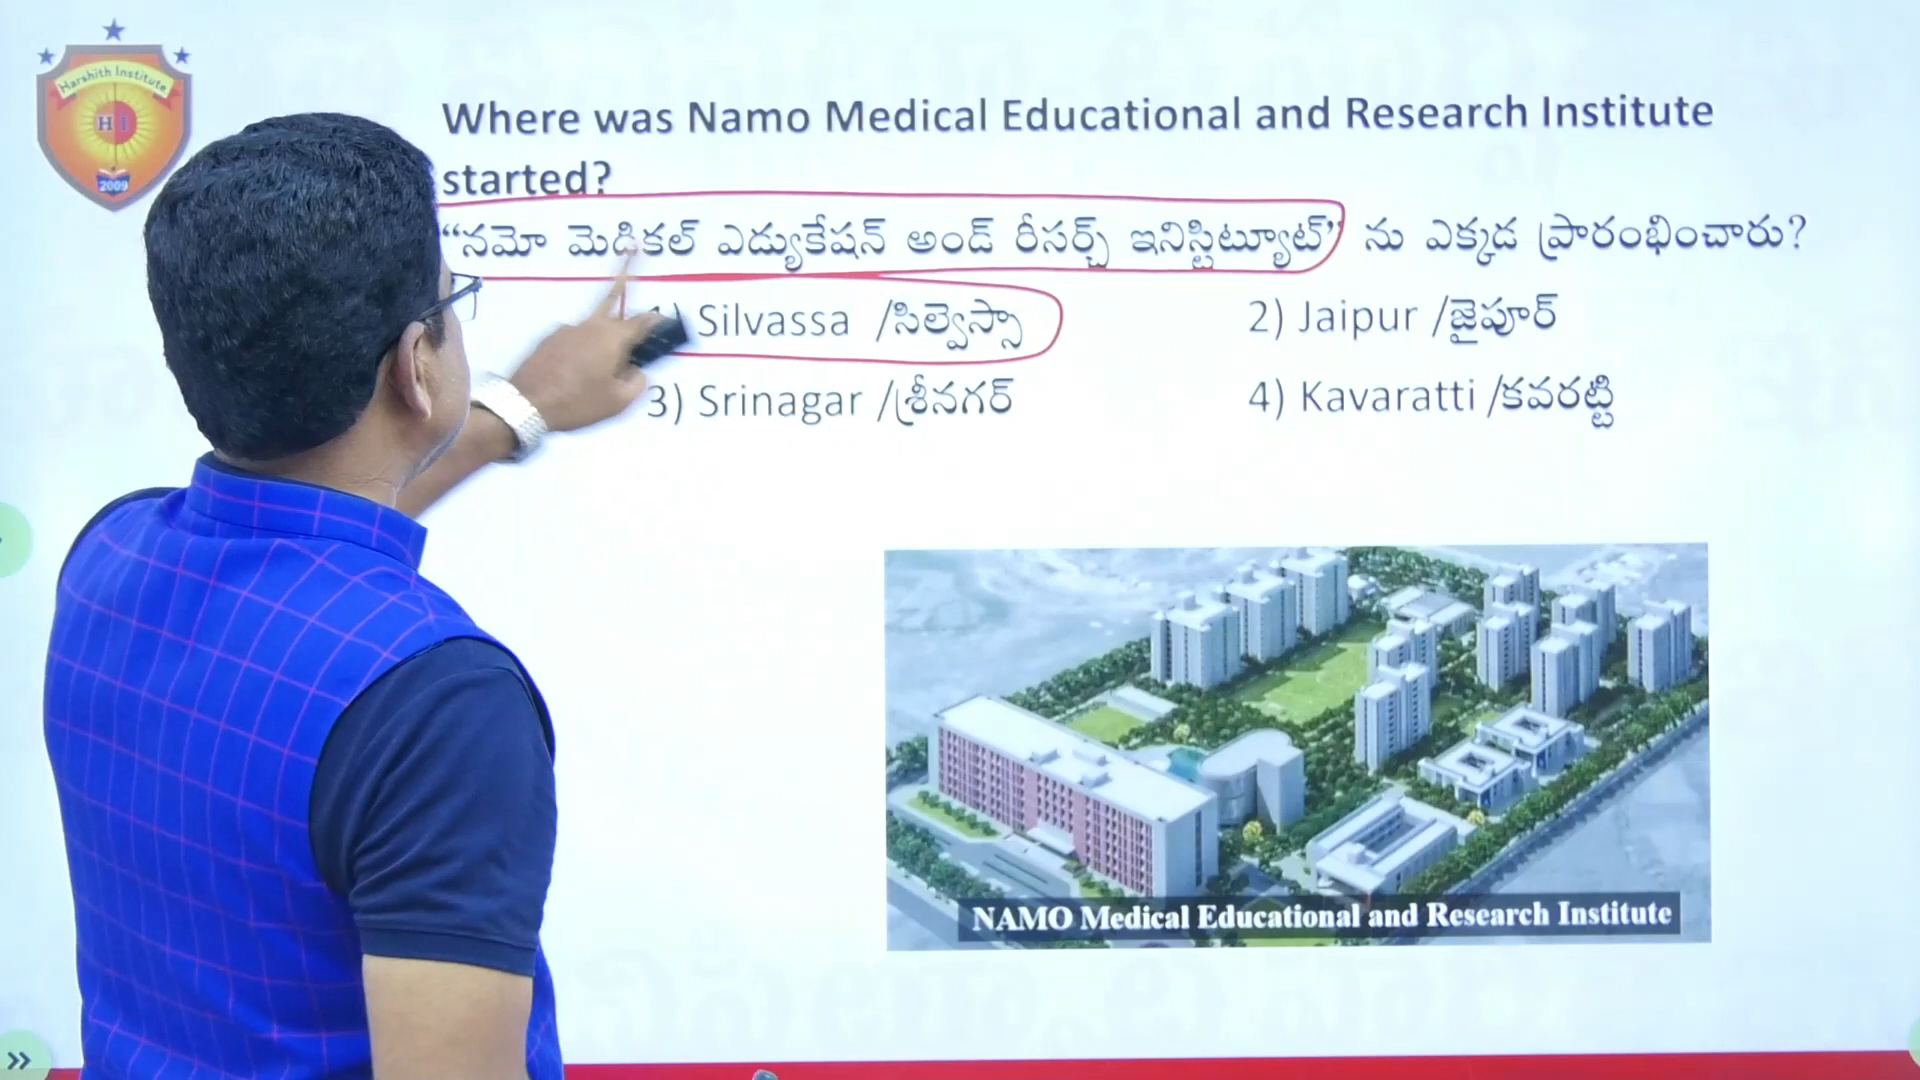 Harshith Institute
H I
2009
Where was Namo Medical Educational and Research Institute
started?
“నమో మెడికల్ ఎడ్యుకేషన్ అండ్ రీసర్చ్ ఇనిస్టిట్యూట్” ను ఎక్కడ ప్రారంభించారు?
1) Silvassa /సిల్వెస్సా
2) Jaipur /జైపూర్
3) Srinagar /శ్రీనగర్
4) Kavaratti /కవరట్టి
NAMO Medical Educational and Research Institute